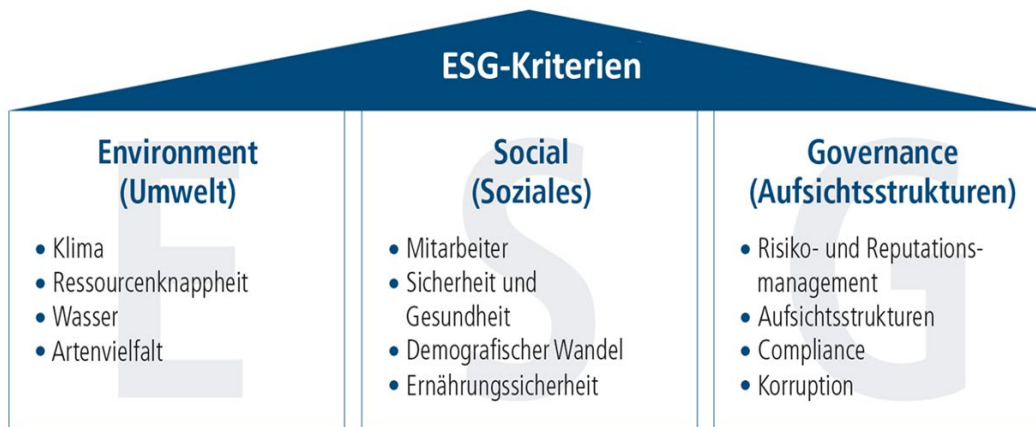 ESG-Kriterien
Environment
(Umwelt)
• Klima
• Ressourcenknappheit
• Wasser
• Artenvielfalt
E
Social
(Soziales)
• Mitarbeiter
• Sicherheit und
Gesundheit
• Demografischer Wandel
• Ernährungssicherheit
S
Governance
(Aufsichtsstrukturen)
• Risiko- und Reputations-
management
• Aufsichtsstrukturen
• Compliance
• Korruption
G